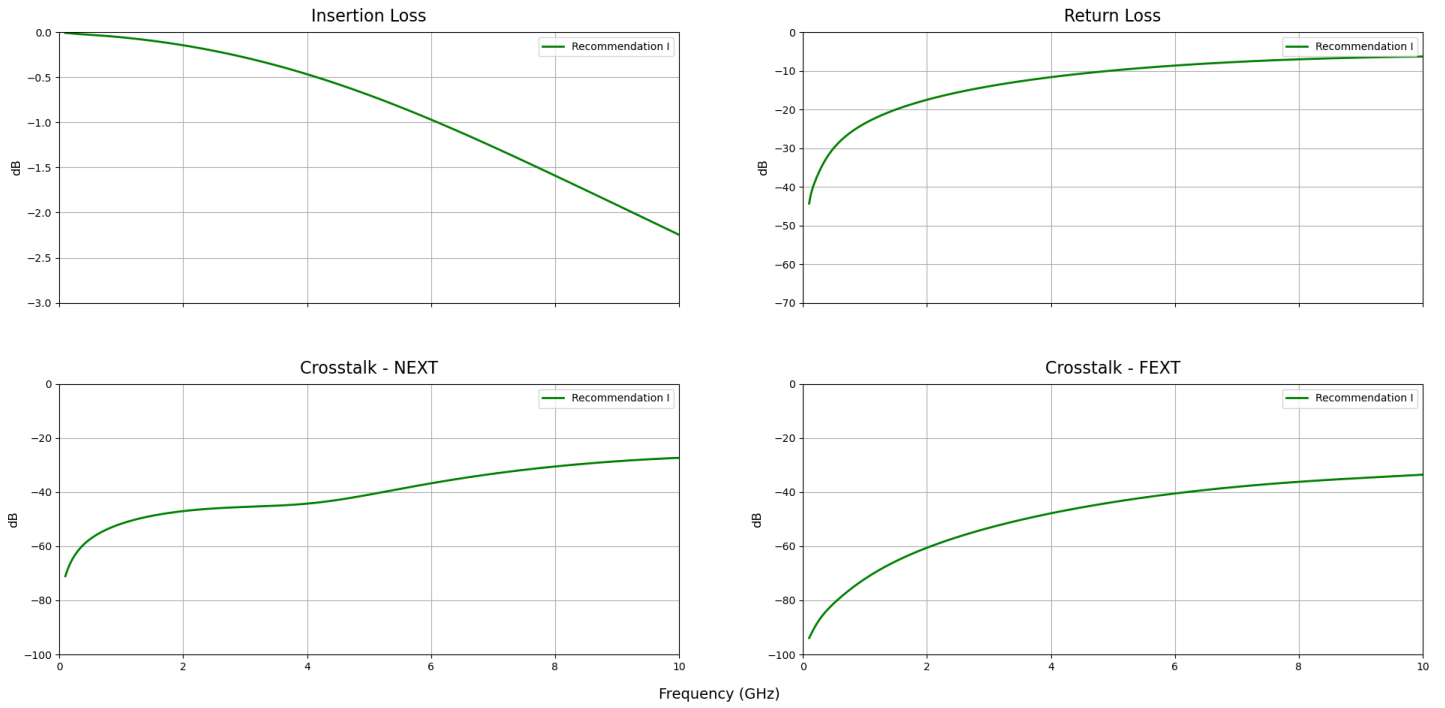 Insertion Loss
Recommendation I
dB
0.0
−0.5
−1.0
−1.5
−2.0
−2.5
−3.0
Return Loss
Recommendation I
dB
0
−10
−20
−30
−40
−50
−60
−70
Crosstalk - NEXT
Recommendation I
dB
0
−20
−40
−60
−80
−100
0 2 4 6 8 10
Crosstalk - FEXT
Recommendation I
dB
0
−20
−40
−60
−80
−100
0 2 4 6 8 10
Frequency (GHz)